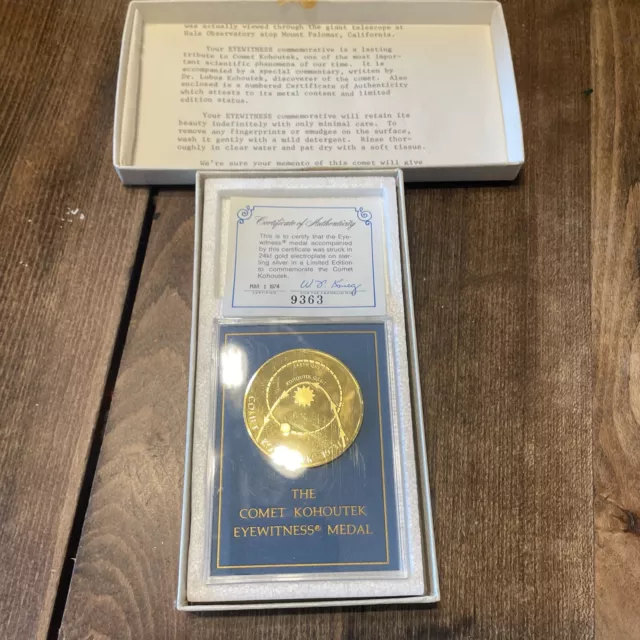 was actually viewed through the giant telescope at
Hale Observatory atop Mount Palomar, California.
Your EYEWITNESS commemorative is a lasting
tribute to Comet Kohoutek, one of the most impor-
tant scientific phenomena of our time. It is
accompanied by a special commentary, written by
Dr. Lubos Kohoutek, discoverer of the comet. Also
enclosed is a numbered Certificate of Authenticity
which attests to its metal content and limited
edition status.
Your EYEWITNESS commemorative will retain its
beauty indefinitely with only minimal care. To
remove any fingerprints or smudges on the surface,
wash it gently with a mild detergent. Rinse thor-
oughly in clear water and pat dry with a soft tissue.
We're sure your memento of this comet will give
Certificate of Authenticity
This is to certify that the Eye-
witness® medal accompanied
by this certificate was struck in
24kt gold electroplate on ster-
ling silver in a Limited Edition
to commemorate the Comet
Kohoutek.
MAR 1 1974
9363
KOHOUTEK
COMET
THE
COMET KOHOUTEK
EYEWITNESS® MEDAL